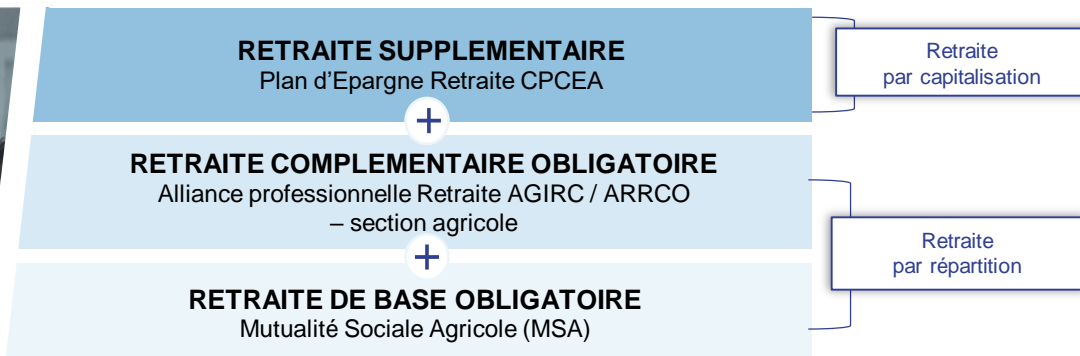 RETRAITE SUPPLEMENTAIRE
Plan d'Epargne Retraite CPCEA
Retraite
par capitalisation
+
RETRAITE COMPLEMENTAIRE OBLIGATOIRE
Alliance professionnelle Retraite AGIRC / ARRCO
– section agricole
+
RETRAITE DE BASE OBLIGATOIRE
Mutualité Sociale Agricole (MSA)
Retraite
par répartition